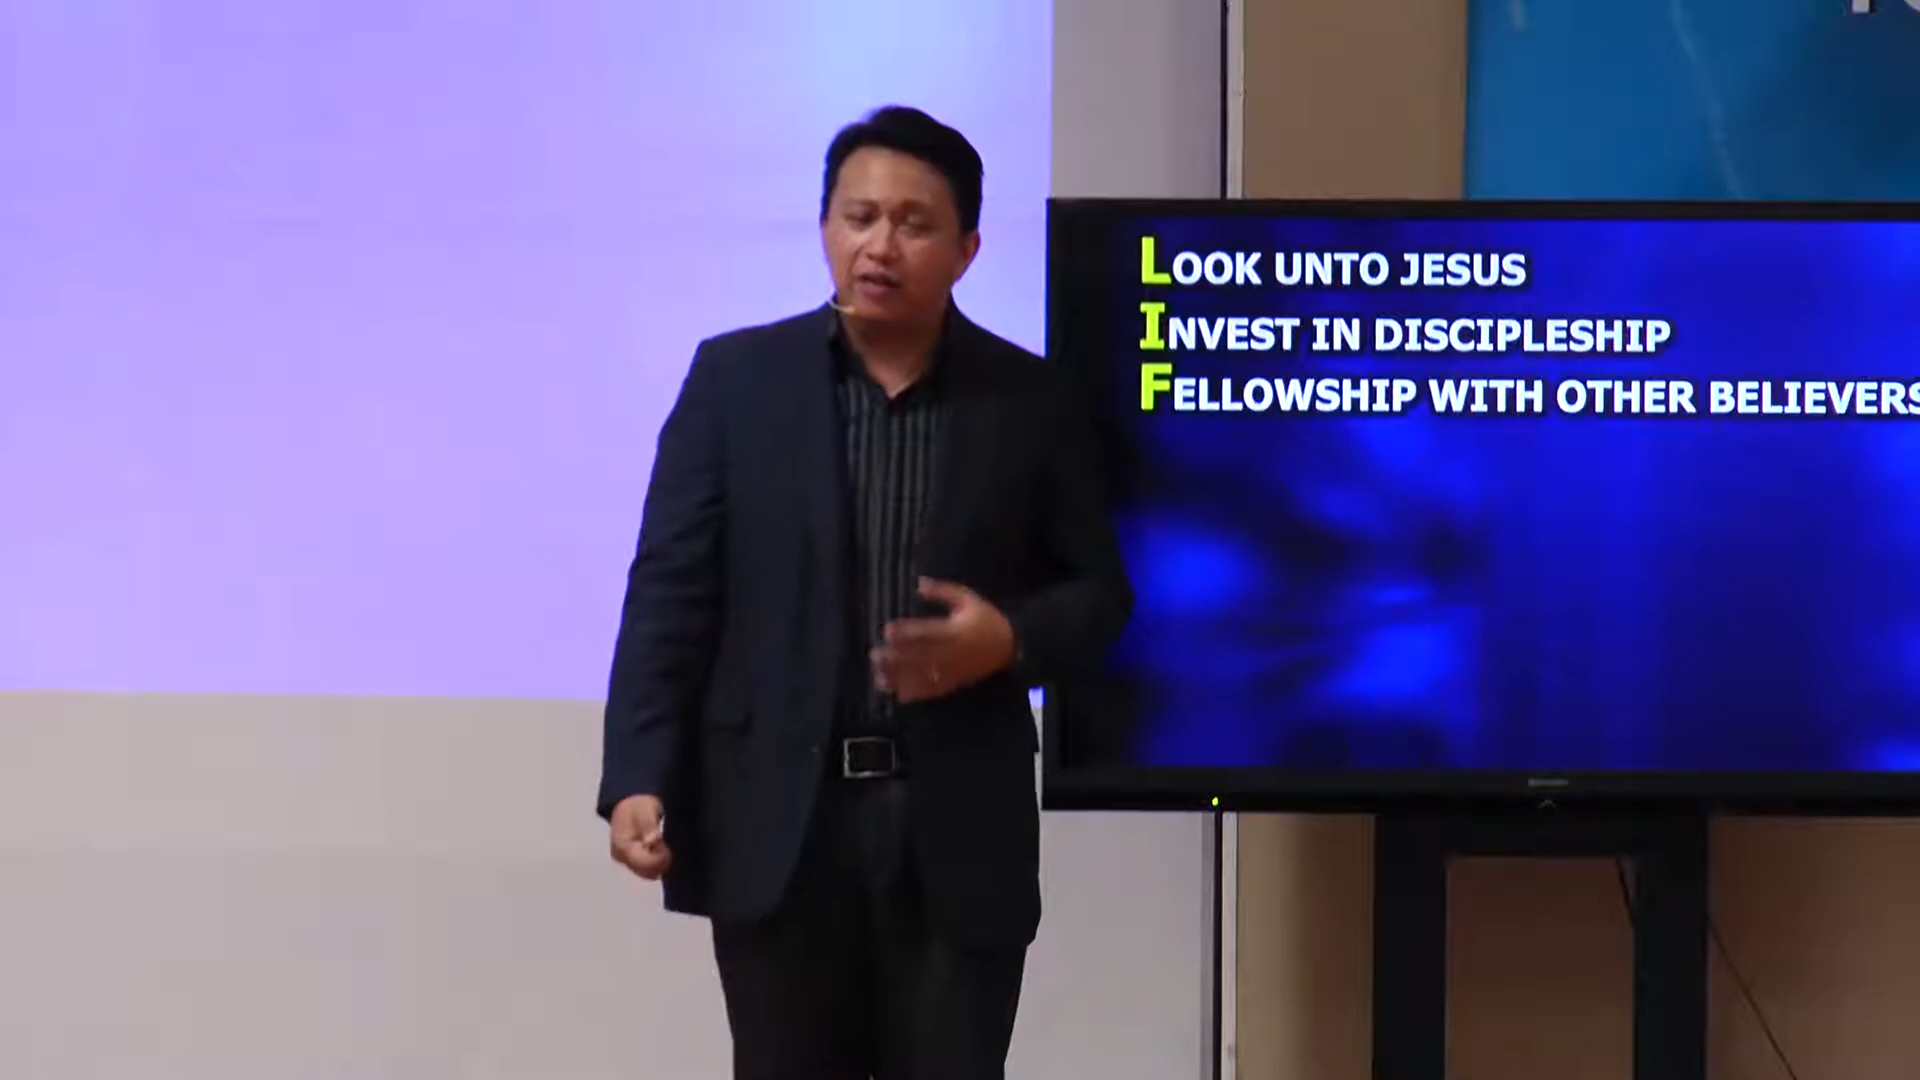 LOOK UNTO JESUS
INVEST IN DISCIPLESHIP
FELLOWSHIP WITH OTHER BELIEVERS